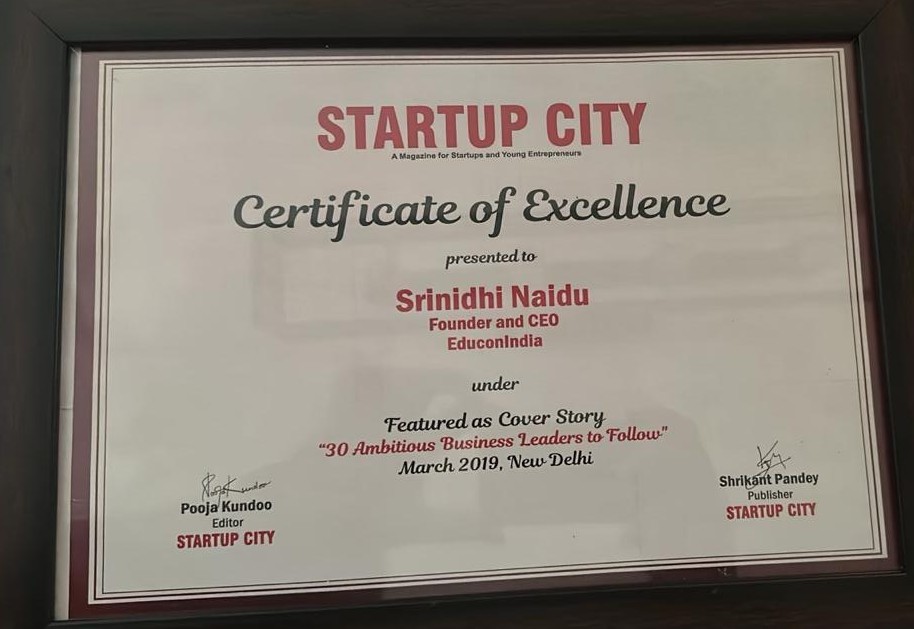 STARTUP CITY
A Magazine for Startups and Young Entrepreneurs
Certificate of Excellence
presented to
Srinidhi Naidu
Founder and CEO
EduconIndia
under
Featured as Cover Story
“30 Ambitious Business Leaders to Follow”
March 2019, New Delhi
Pooja Kundoo
Pooja Kundoo
Editor
STARTUP CITY
Shrikant Pandey
Publisher
STARTUP CITY